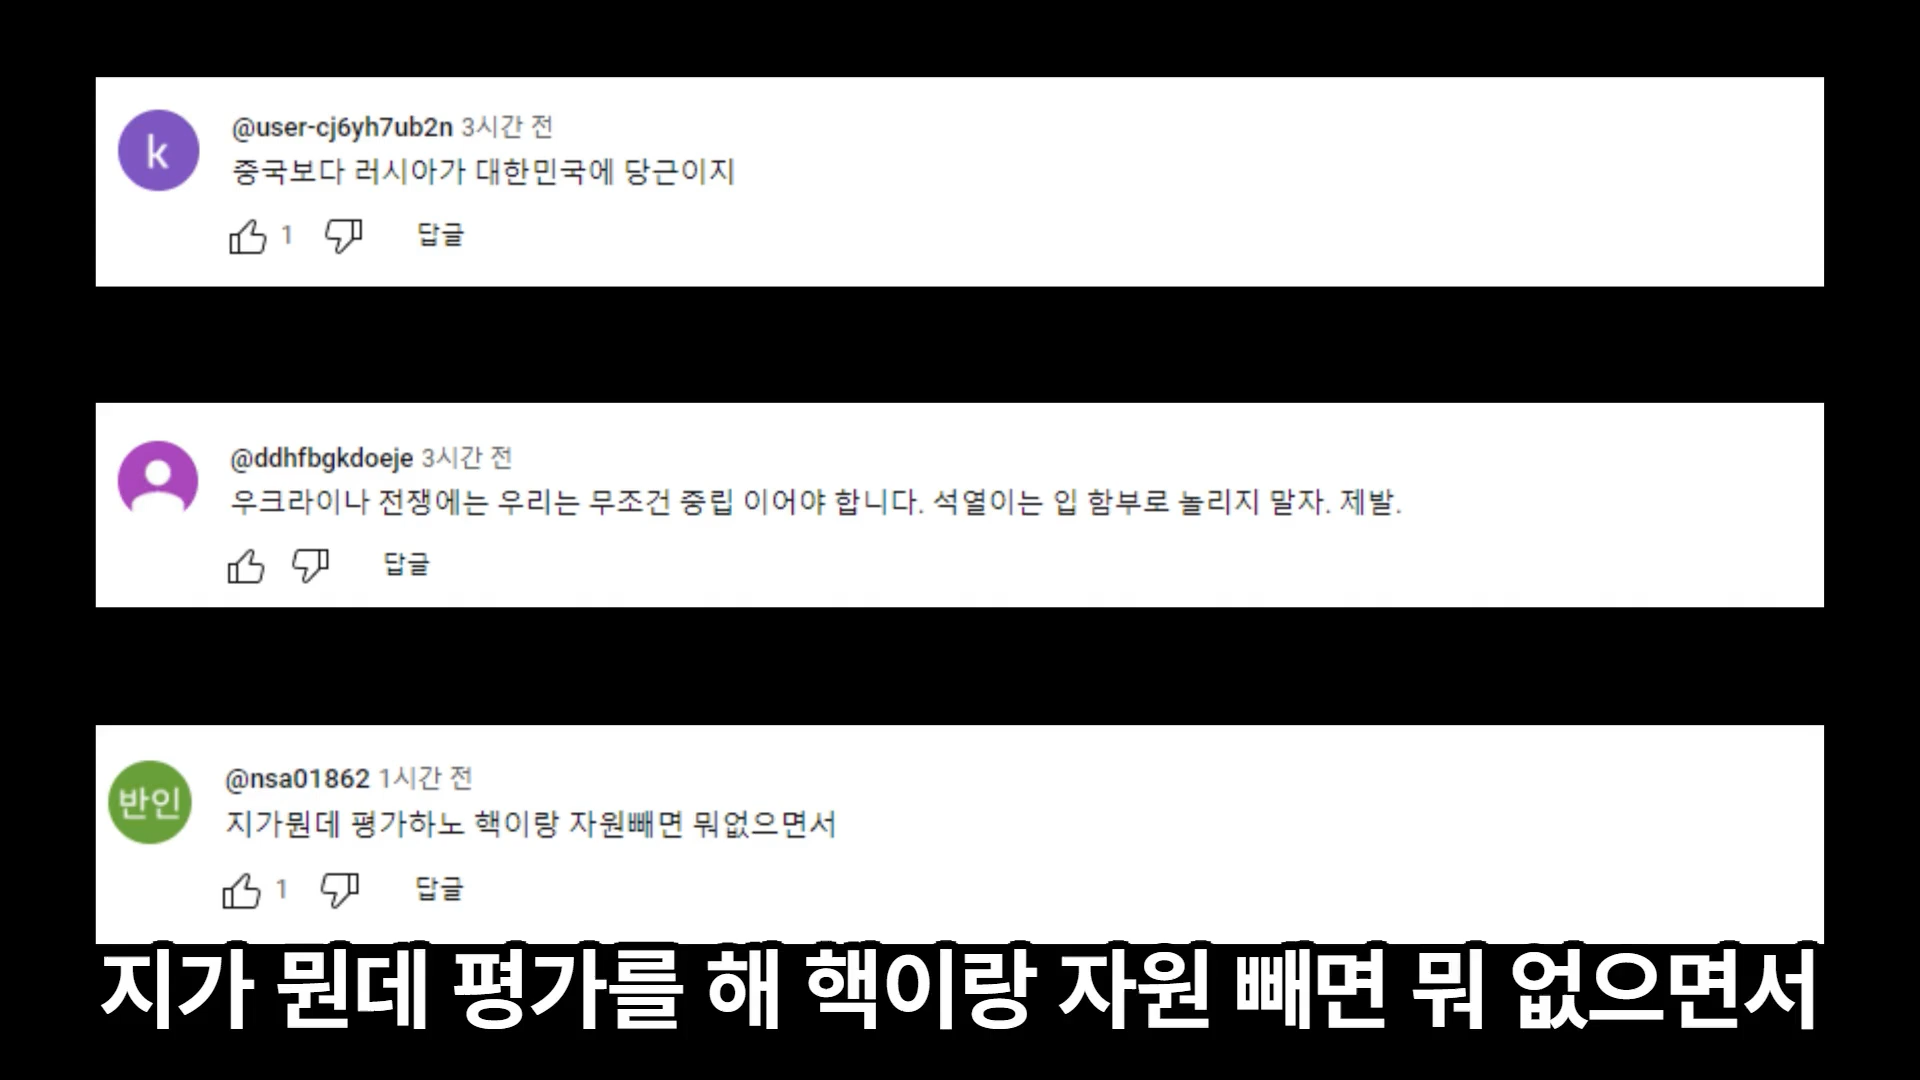 k
@user-cj6yh7ub2n 3시간 전
중국보다 러시아가 대한민국에 당근이지
1 답글
@ddhfbgkdoeje 3시간 전
우크라이나 전쟁에는 우리는 무조건 중립 이어야 합니다. 석열이는 입 함부로 놀리지 말자. 제발.
답글
반인
@nsa01862 1시간 전
지가뭔데 평가하노 핵이랑 자원빼면 뭐없으면서
1 답글
지가 뭔데 평가를 해 핵이랑 자원 빼면 뭐 없으면서